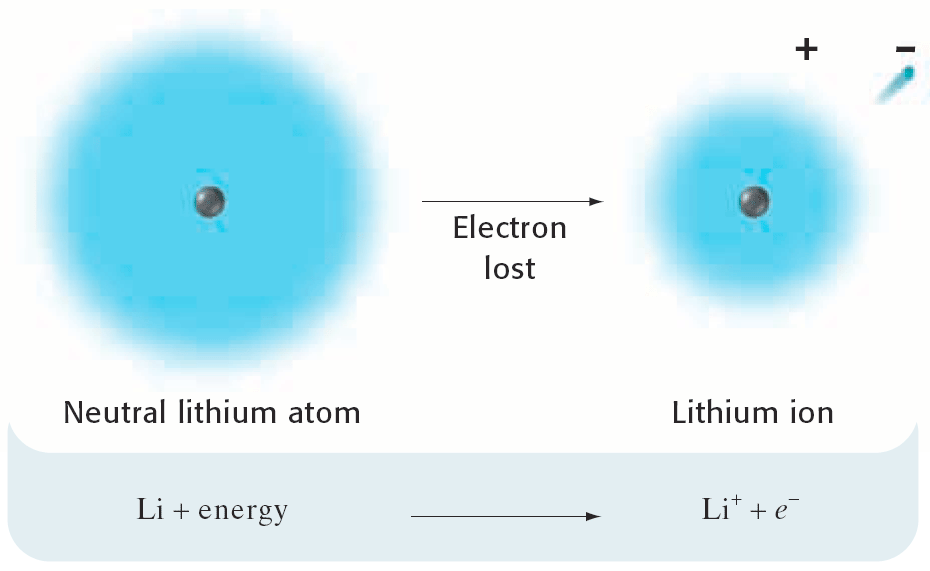 + −
Electron
lost
Neutral lithium atom
Lithium ion
Li + energy
Li⁺ + e⁻